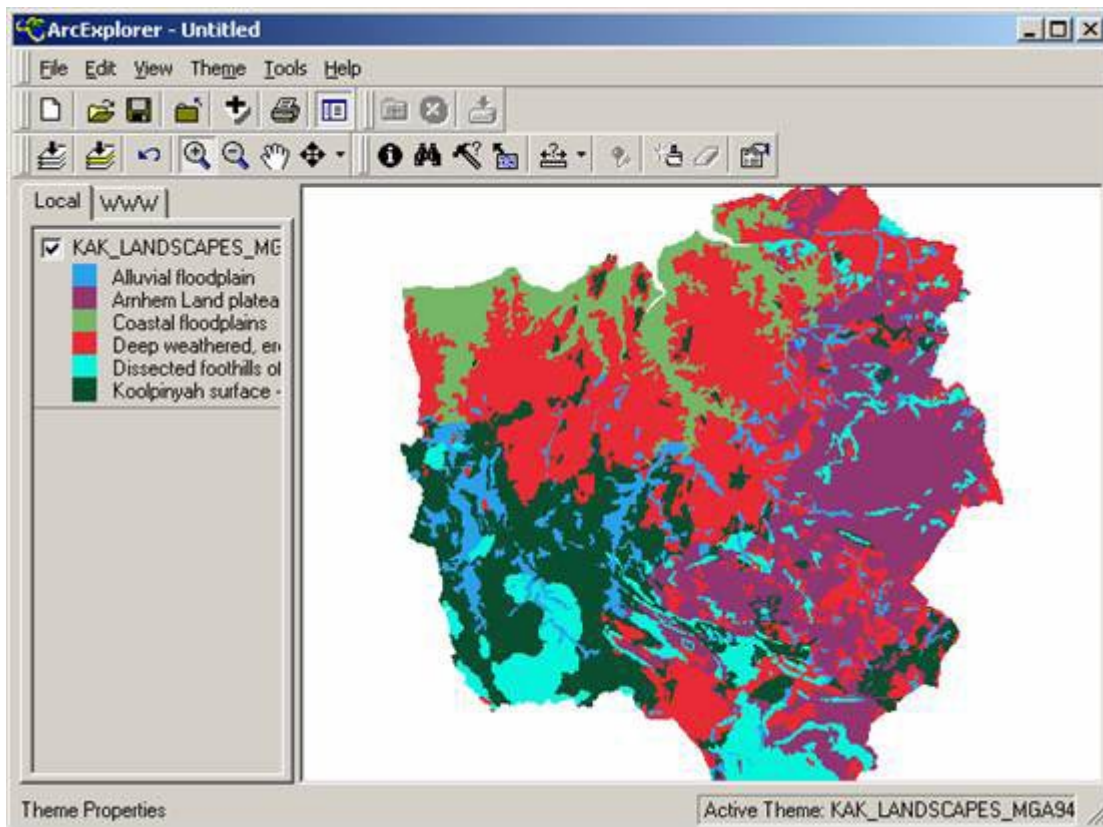 ArcExplorer - Untitled
File Edit View Theme Tools Help
Local WWW
KAK_LANDSCAPES_MG
Alluvial floodplain
Arnhem Land platea
Coastal floodplains
Deep weathered, er
Dissected foothills of
Koolpinyah surface -
Theme Properties
Active Theme: KAK_LANDSCAPES_MGA94